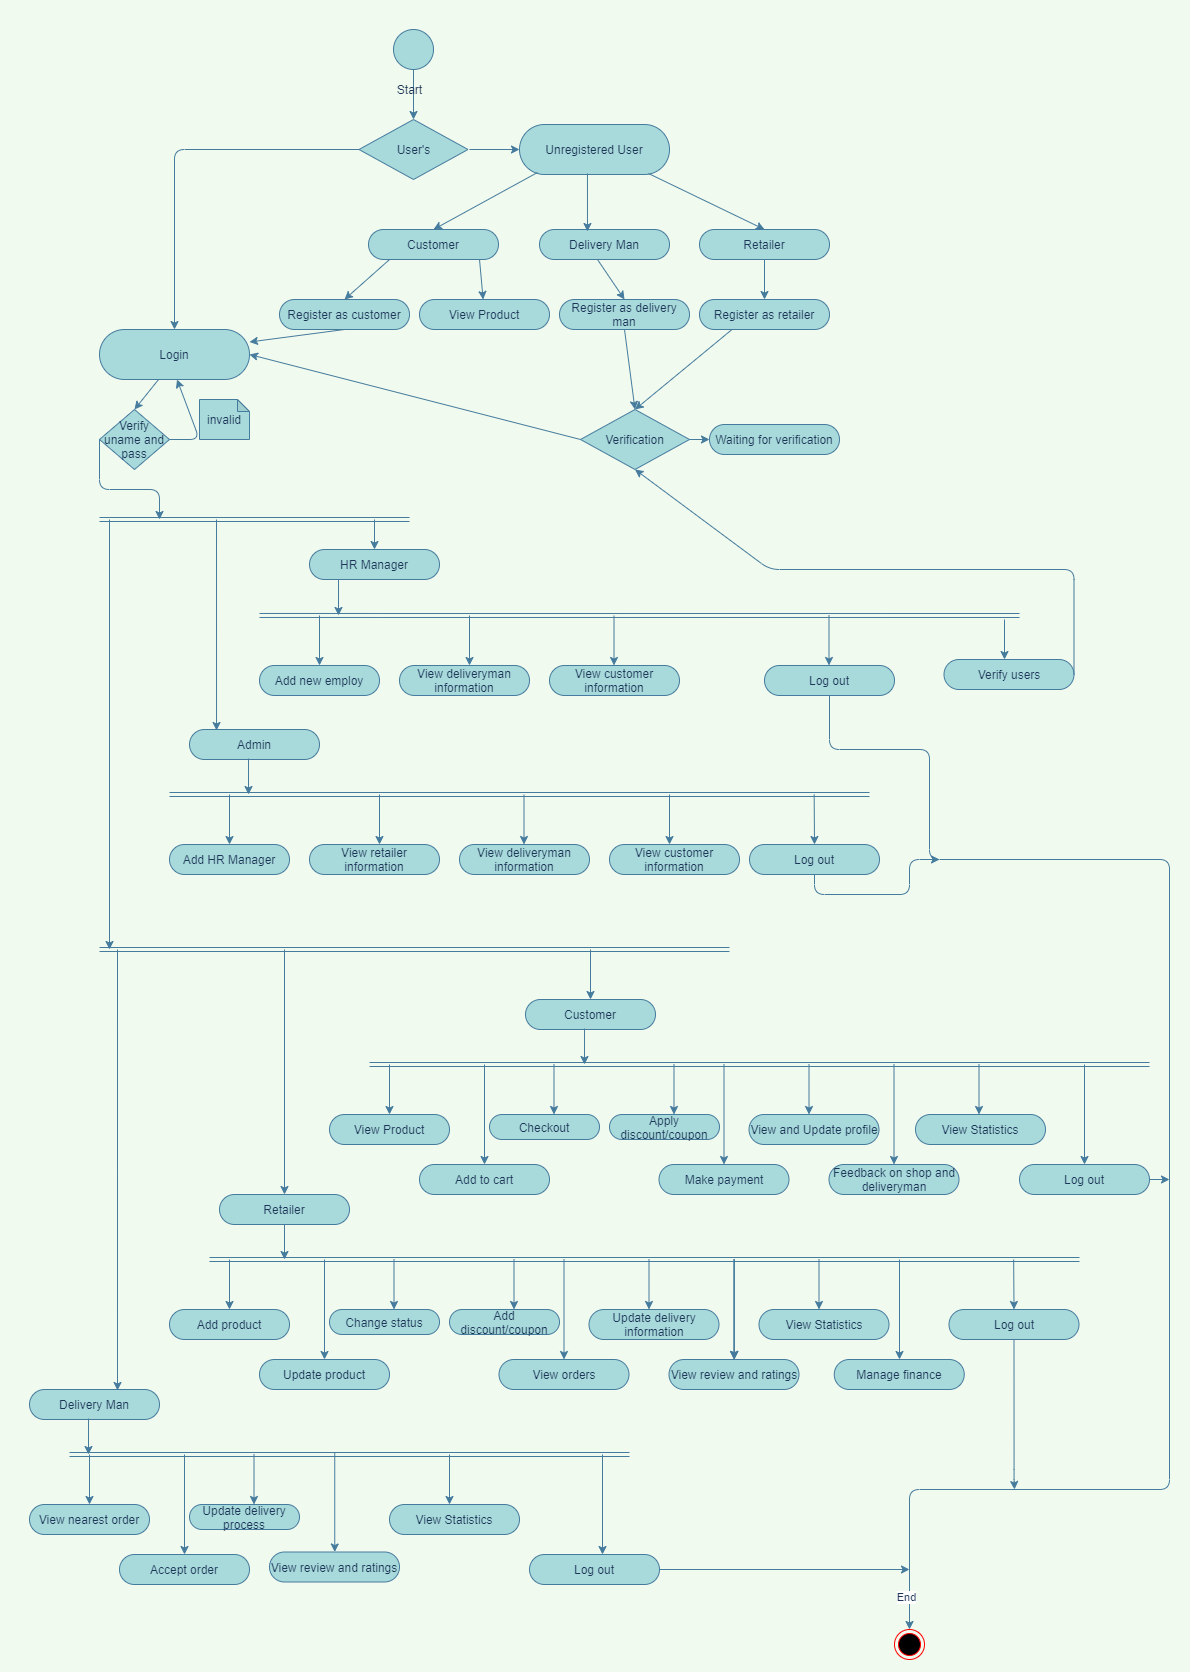 Start
User's
Unregistered User
Customer
Delivery Man
Retailer
Register as customer
View Product
Register as delivery
man
Register as retailer
Login
invalid
Verify
uname and
pass
Verification
Waiting for verification
HR Manager
Add new employ
View deliveryman
information
View customer
information
Log out
Verify users
Admin
Add HR Manager
View retailer
information
View deliveryman
information
View customer
information
Log out
Customer
View Product
Checkout
Apply
discount/coupon
View and Update profile
View Statistics
Add to cart
Make payment
Feedback on shop and
deliveryman
Log out
Retailer
Add product
Change status
Add
discount/coupon
Update delivery
information
View Statistics
Log out
Update product
View orders
View review and ratings
Manage finance
Delivery Man
View nearest order
Update delivery
process
View Statistics
Accept order
View review and ratings
Log out
End